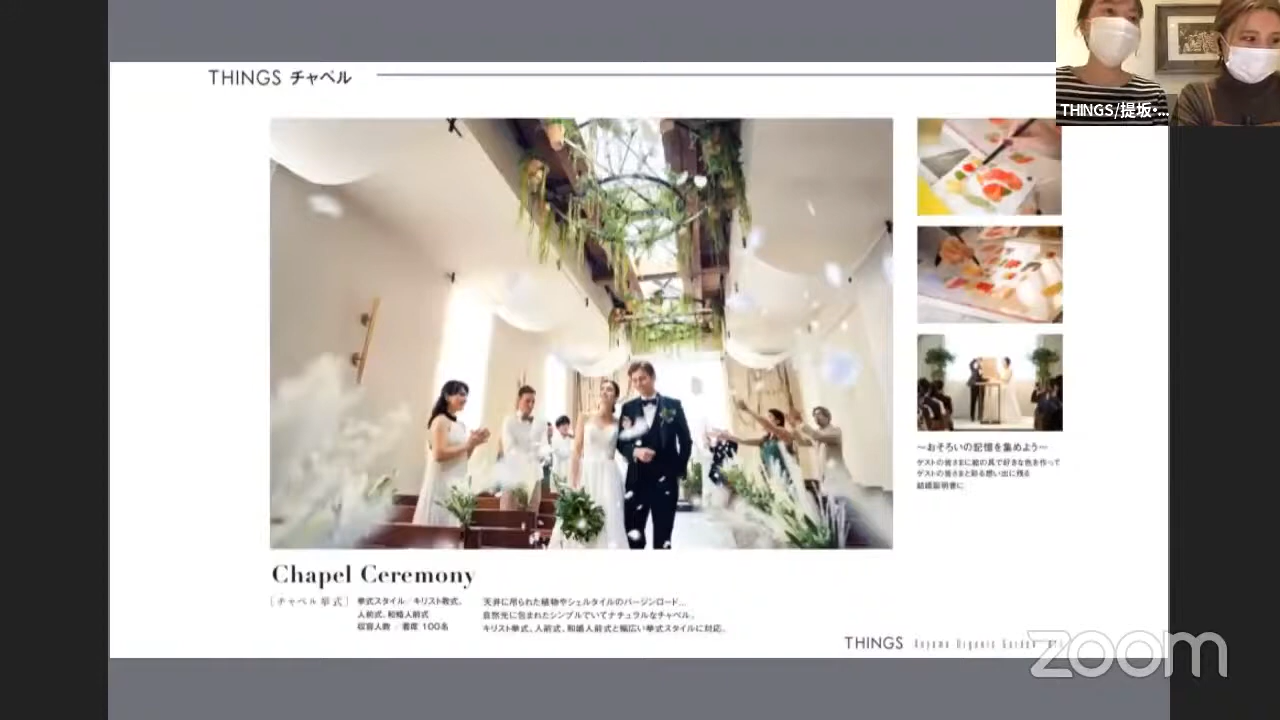 THINGS チャペル
THINGS/提坂・...
〜おそろいの記憶を集めよう〜
ゲストの皆さまに絵の具で好きな色を作って
ゲストの皆さまと彩る想い出に残る
結婚証明書に
Chapel Ceremony
[チャペル挙式]
挙式スタイル／キリスト教式、
人前式、和婚人前式
収容人数／着席 100名
天井に吊られた植物やシェルタイルのバージンロード…
自然光に包まれたシンプルでいてナチュラルなチャペル。
キリスト挙式、人前式、和婚人前式と幅広い挙式スタイルに対応。
THINGS Aoyama Organic Garden
zoom